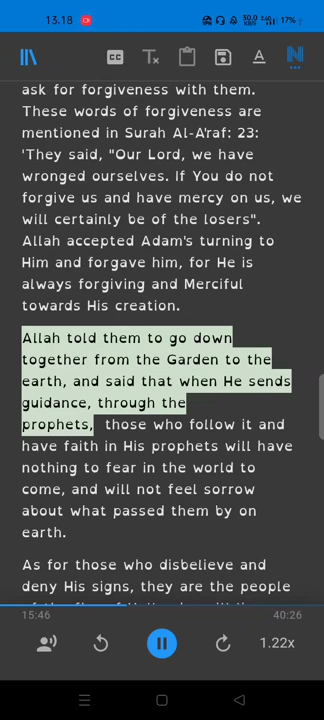 13.18
30.0
KB/S
17%
CC
ask for forgiveness with them.
These words of forgiveness are
mentioned in Surah Al-A'raf: 23:
'They said, "Our Lord, we have
wronged ourselves. If You do not
forgive us and have mercy on us, we
will certainly be of the losers".
Allah accepted Adam's turning to
Him and forgave him, for He is
always forgiving and Merciful
towards His creation.
Allah told them to go down
together from the Garden to the
earth, and said that when He sends
guidance, through the
prophets, those who follow it and
have faith in His prophets will have
nothing to fear in the world to
come, and will not feel sorrow
about what passed them by on
earth.
As for those who disbelieve and
deny His signs, they are the people
15:46
40:26
1.22x